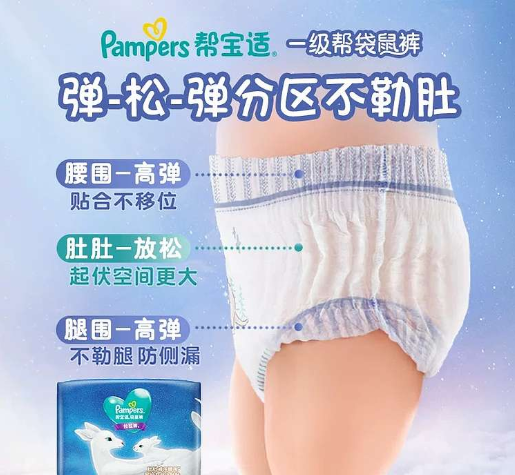 Pampers 帮宝适 一级帮袋鼠裤
弹-松-弹分区不勒肚
腰围-高弹
贴合不移位
肚肚-放松
起伏空间更大
腿围-高弹
不勒腿 防侧漏
Pampers
帮宝适